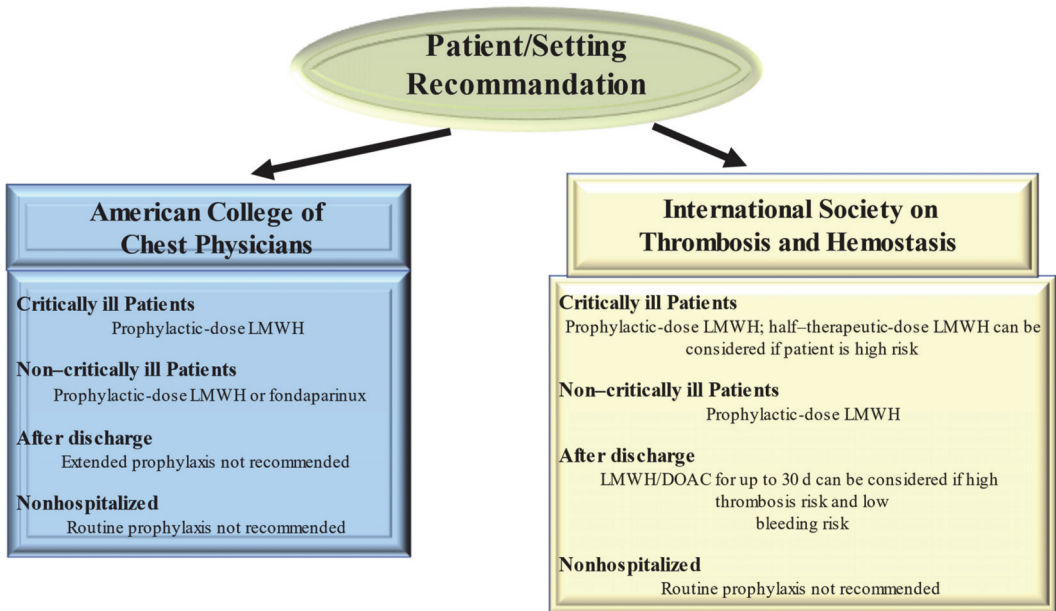 Patient/Setting
Recommandation
American College of
Chest Physicians
Critically ill Patients
Prophylactic-dose LMWH
Non–critically ill Patients
Prophylactic-dose LMWH or fondaparinux
After discharge
Extended prophylaxis not recommended
Nonhospitalized
Routine prophylaxis not recommended
International Society on
Thrombosis and Hemostasis
Critically ill Patients
Prophylactic-dose LMWH; half–therapeutic-dose LMWH can be
considered if patient is high risk
Non–critically ill Patients
Prophylactic-dose LMWH
After discharge
LMWH/DOAC for up to 30 d can be considered if high
thrombosis risk and low
bleeding risk
Nonhospitalized
Routine prophylaxis not recommended